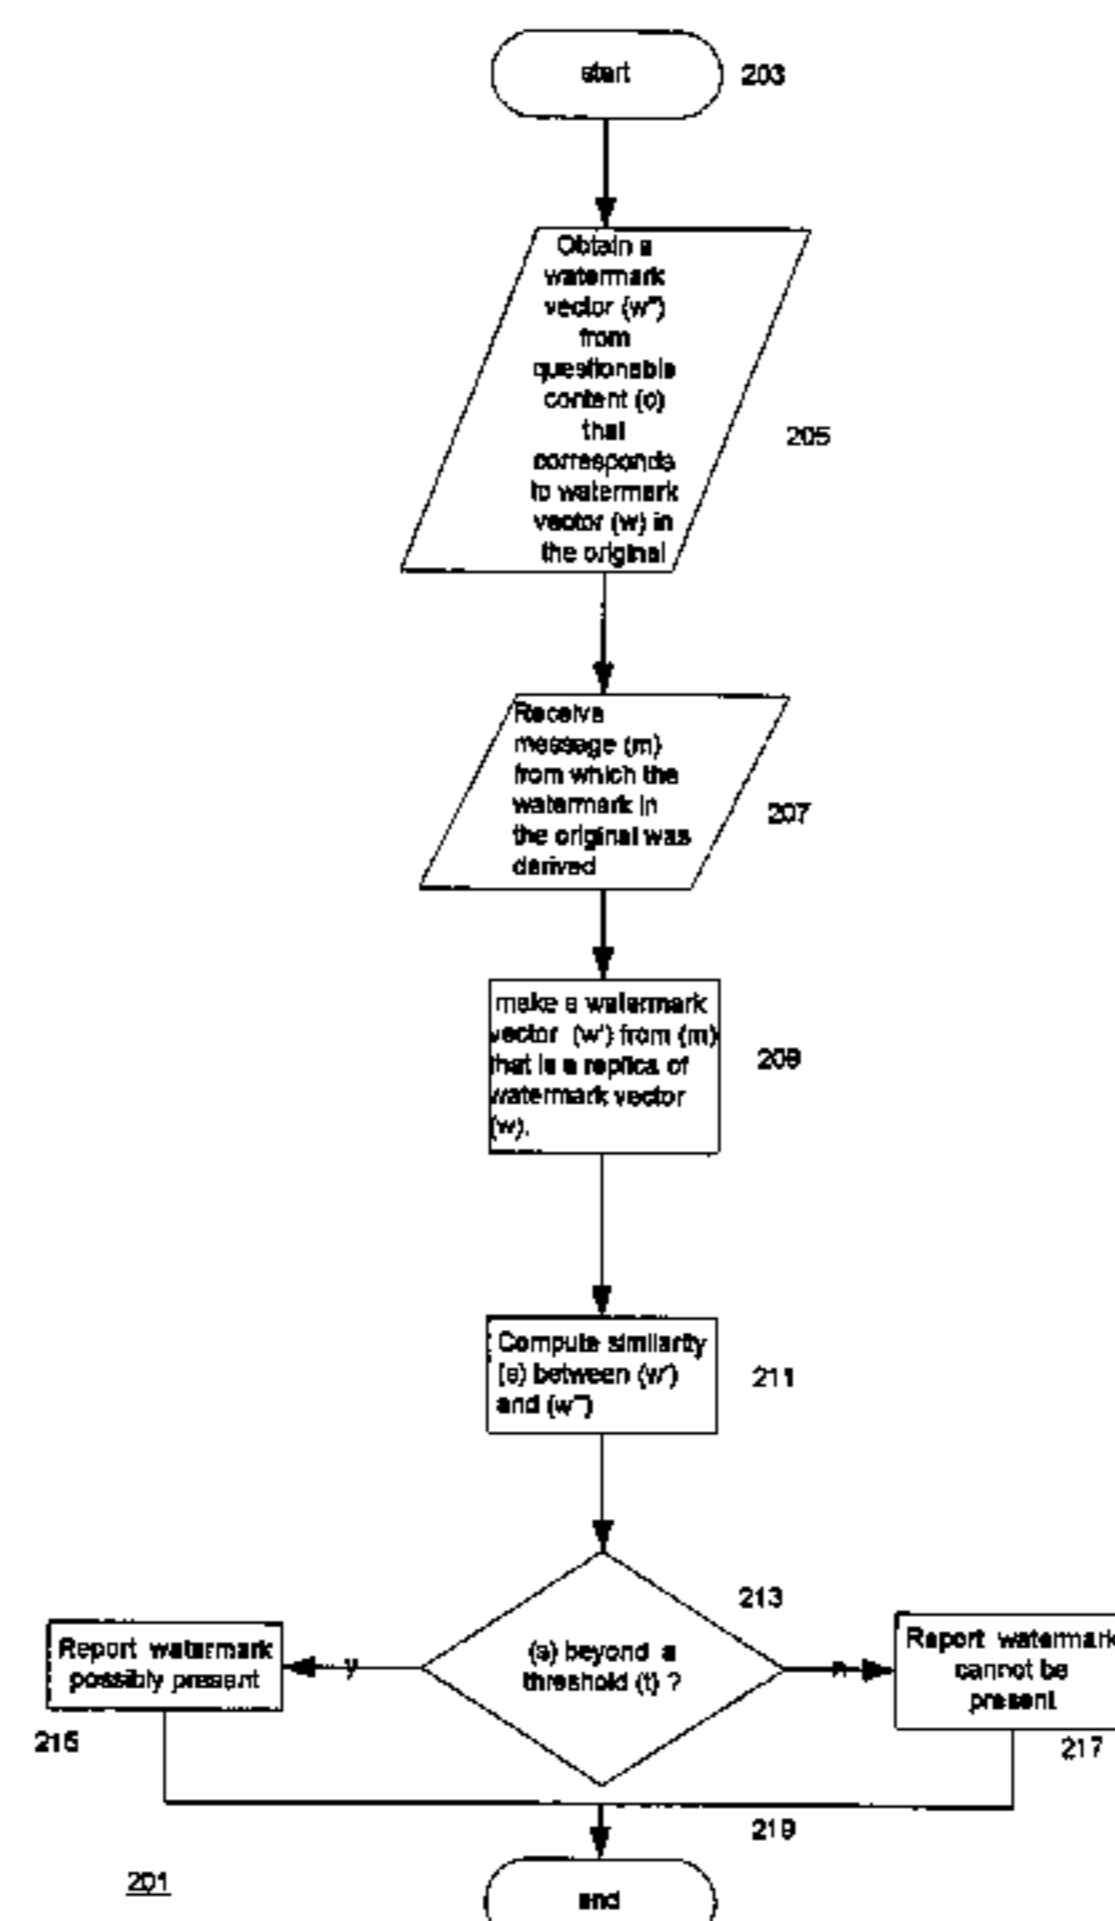 start
203
Obtain a
watermark
vector (w")
from
questionable
content (c)
that
corresponds
to watermark
vector (w) in
the original
205
Receive
message (m)
from which the
watermark in
the original was
derived
207
make a watermark
vector (w') from (m)
that is a replica of
watermark vector
(w).
209
Compute similarity
(s) between (w')
and (w")
211
213
(s) beyond a
threshold (t) ?
y
n
Report watermark
possibly present
215
Report watermark
cannot be
present
217
219
201
end